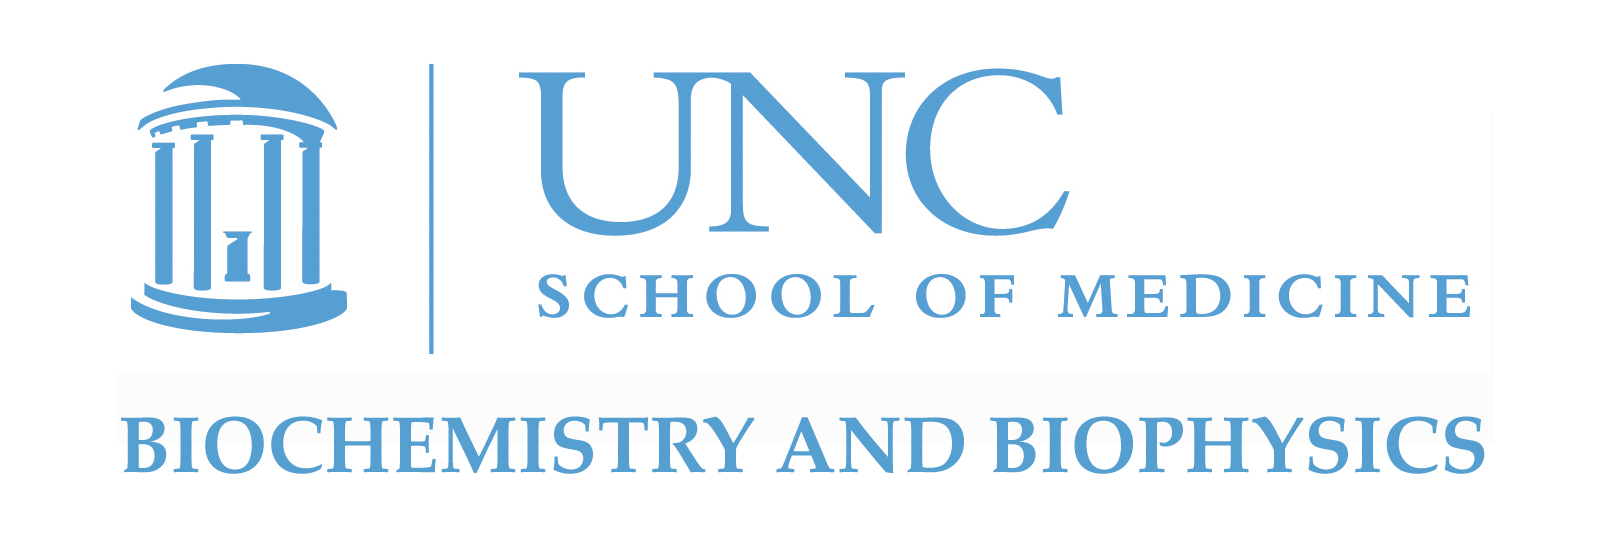 UNC
SCHOOL OF MEDICINE
BIOCHEMISTRY AND BIOPHYSICS